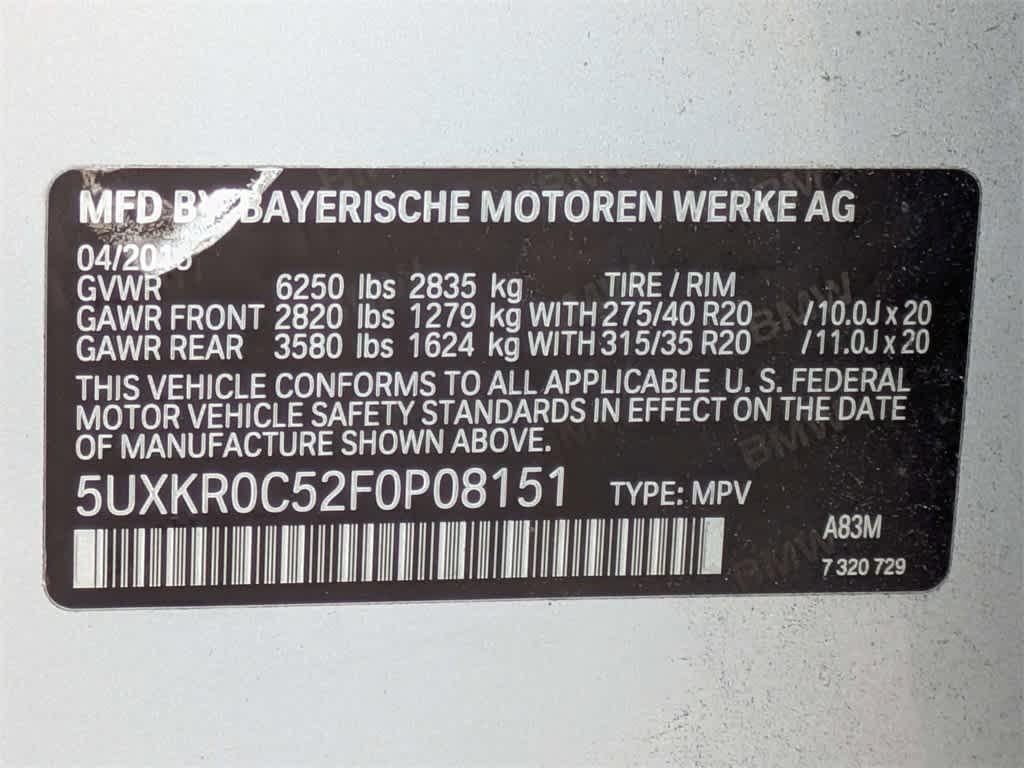 MFD BY BAYERISCHE MOTOREN WERKE AG
GVWR 6250 lbs 2835 kg TIRE / RIM
GAWR FRONT 2820 lbs 1279 kg WITH 275/40 R20 /10.0J x 20
GAWR REAR 3580 lbs 1624 kg WITH 315/35 R20 /11.0J x 20
THIS VEHICLE CONFORMS TO ALL APPLICABLE U. S. FEDERAL
MOTOR VEHICLE SAFETY STANDARDS IN EFFECT ON THE DATE
OF MANUFACTURE SHOWN ABOVE.
5UXKR0C52F0P08151 TYPE: MPV
A83M
7 320 729